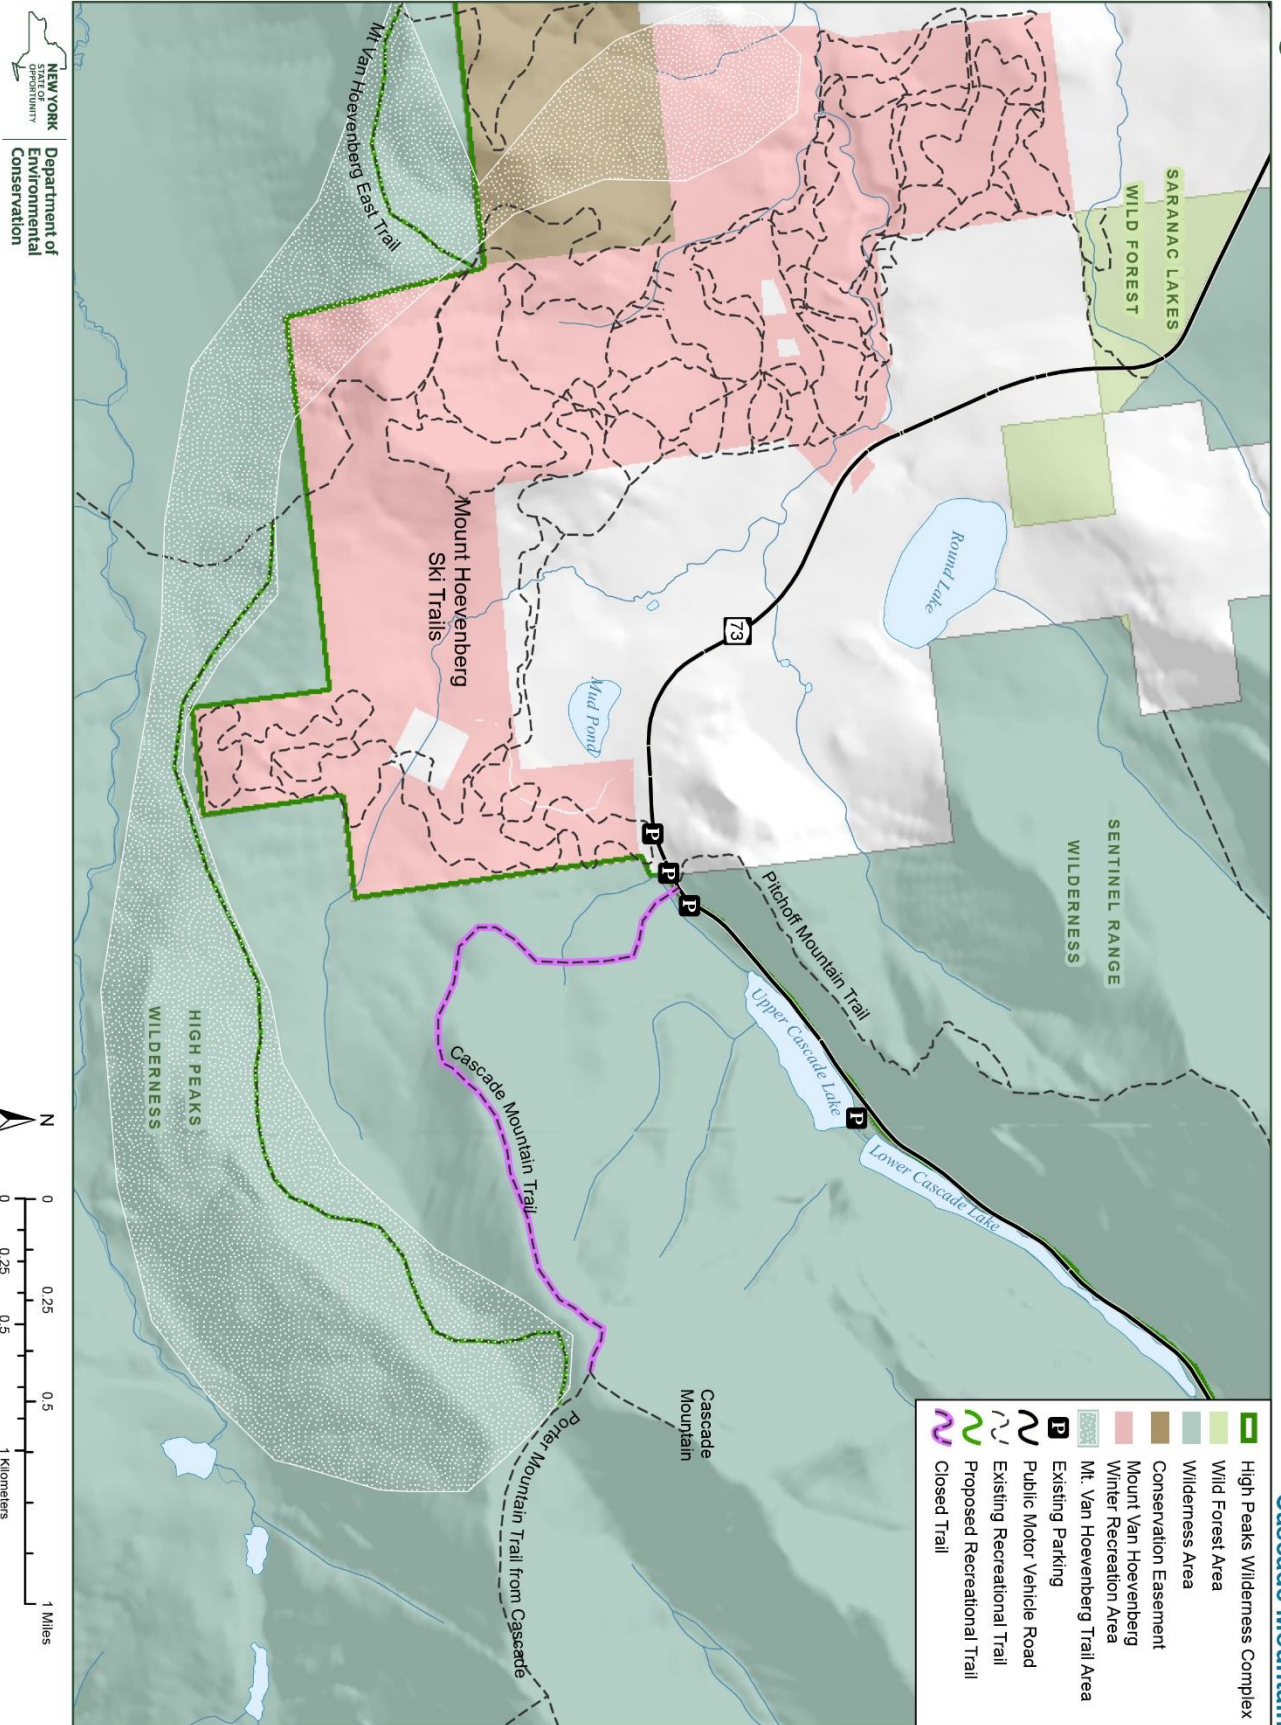 Cascade Mountain
High Peaks Wilderness Complex
Wild Forest Area
Wilderness Area
Conservation Easement
Mount Van Hoevenberg
Winter Recreation Area
Mt. Van Hoevenberg Trail Area
P Existing Parking
Public Motor Vehicle Road
Existing Recreational Trail
Proposed Recreational Trail
Closed Trail
SARANAC LAKES
WILD FOREST
Round Lake
SENTINEL RANGE
WILDERNESS
73
Mud Pond
P
P
P
P
Pitchoff Mountain Trail
Upper Cascade Lake
Lower Cascade Lake
Mount Hoevenberg
Ski Trails
Mt Van Hoevenberg East Trail
Cascade Mountain Trail
Cascade
Mountain
Porter Mountain Trail from Cascade
HIGH PEAKS
WILDERNESS
NEW YORK
STATE OF
OPPORTUNITY
Department of
Environmental
Conservation
N
0 0.25 0.5 1 Miles
0 0.25 0.5 1 Kilometers